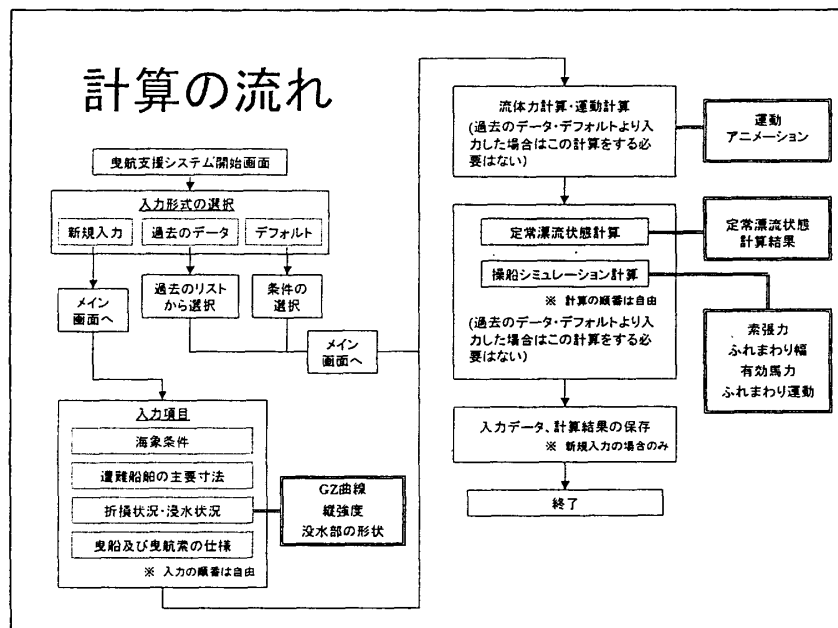 計算の流れ
曳航支援システム開始画面
入力形式の選択
新規入力
過去のデータ
デフォルト
メイン
画面へ
過去のリスト
から選択
条件の
選択
メイン
画面へ
入力項目
海象条件
遭難船舶の主要寸法
折損状況・浸水状況
曳船及び曳航索の仕様
※ 入力の順番は自由
GZ曲線
縦強度
没水部の形状
流体力計算・運動計算
(過去のデータ・デフォルトより入
力した場合はこの計算をする必
要はない)
運動
アニメーション
定常漂流状態計算
操船シミュレーション計算
※ 計算の順番は自由
(過去のデータ・デフォルトより入
力した場合はこの計算をする必
要はない)
定常漂流状態
計算結果
索張力
ふれまわり幅
有効馬力
ふれまわり運動
入力データ、計算結果の保存
※ 新規入力の場合のみ
終了